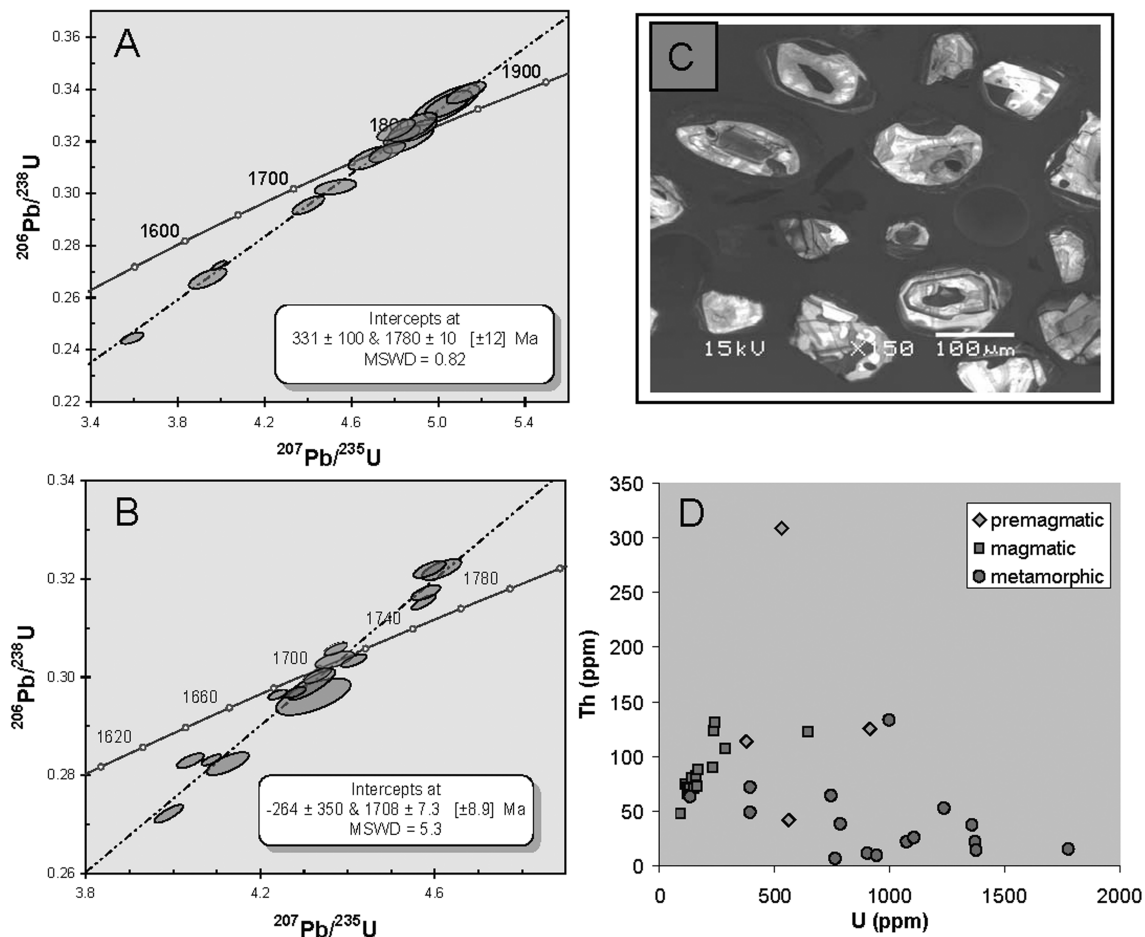 A
0.36
0.34
0.32
0.30
0.28
0.26
0.24
0.22
206Pb/238U
1900
1700
1600
Intercepts at
331 ± 100 & 1780 ± 10 [±12] Ma
MSWD = 0.82
3.4 3.8 4.2 4.6 5.0 5.4
207Pb/235U
C
15kV X150 100µm
B
0.34
0.32
0.30
0.28
0.26
206Pb/238U
1780
1740
1700
1660
1620
Intercepts at
-264 ± 350 & 1708 ± 7.3 [±8.9] Ma
MSWD = 5.3
3.8 4.2 4.6
207Pb/235U
D
350
300
250
200
150
100
50
0
Th (ppm)
premagmatic
magmatic
metamorphic
0 500 1000 1500 2000
U (ppm)